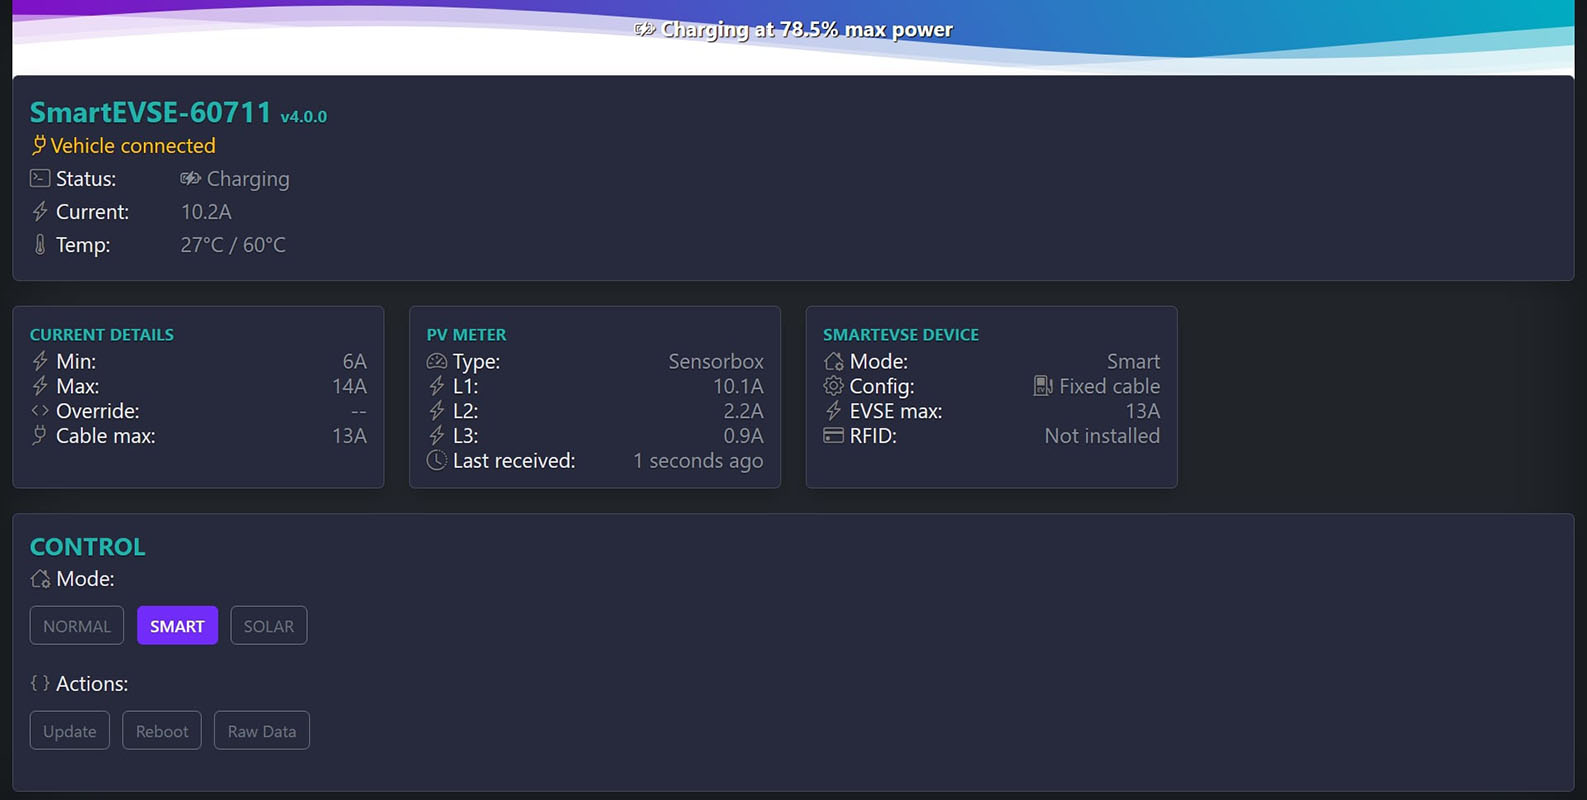 Charging at 78.5% max power
SmartEVSE-60711 v4.0.0
Vehicle connected
Status: Charging
Current: 10.2A
Temp: 27°C / 60°C
CURRENT DETAILS
Min: 6A
Max: 14A
Override: --
Cable max: 13A
PV METER
Type: Sensorbox
L1: 10.1A
L2: 2.2A
L3: 0.9A
Last received: 1 seconds ago
SMARTEVSE DEVICE
Mode: Smart
Config: Fixed cable
EVSE max: 13A
RFID: Not installed
CONTROL
Mode:
NORMAL SMART SOLAR
Actions:
Update Reboot Raw Data